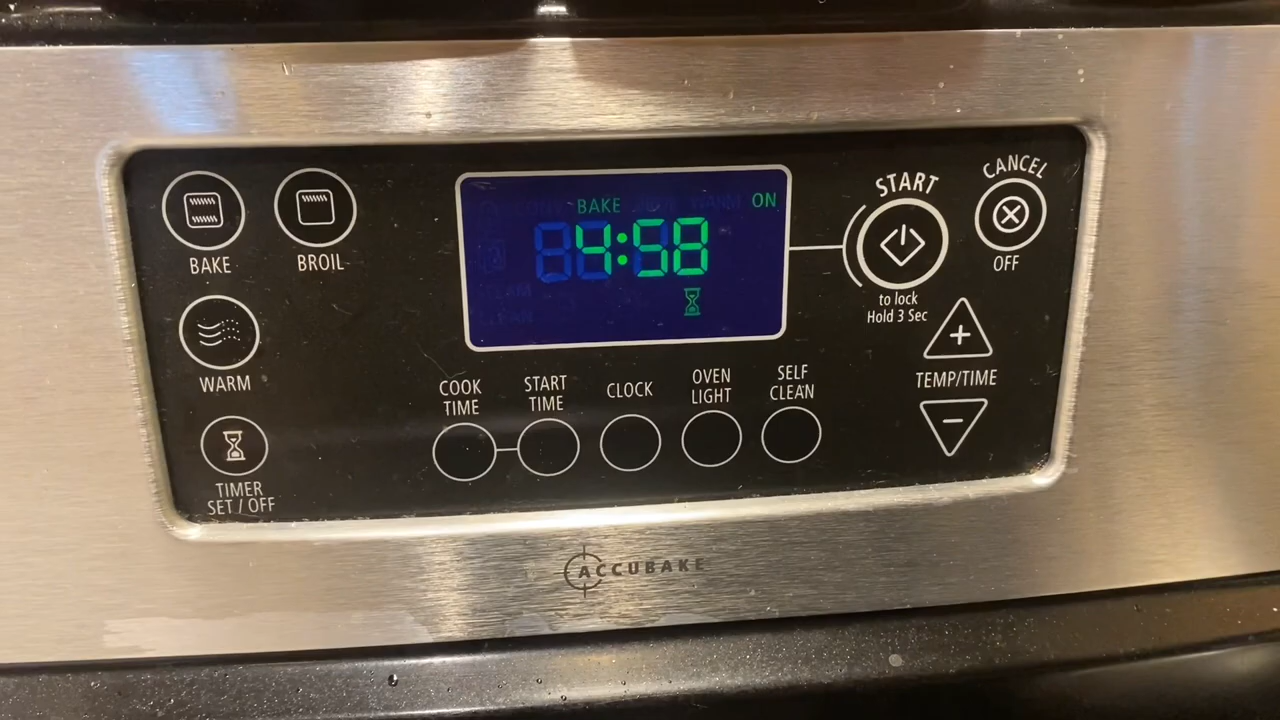 BAKE
BROIL
WARM
TIMER
SET / OFF
BAKE
ON
4:58
COOK
TIME
START
TIME
CLOCK
OVEN
LIGHT
SELF
CLEAN
START
to lock
Hold 3 Sec
CANCEL
OFF
TEMP/TIME
ACCUBAKE